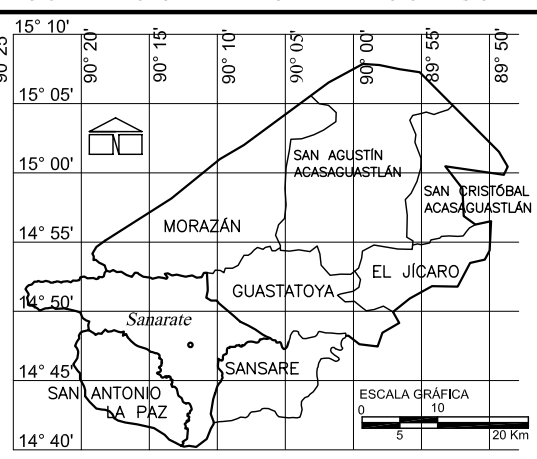 90° 25'
90° 20'
90° 15'
90° 10'
90° 05'
90° 00'
89° 55'
89° 50'
15° 10'
15° 05'
15° 00'
14° 55'
14° 50'
14° 45'
14° 40'
SAN AGUSTÍN
ACASAGUASTLÁN
SAN CRISTÓBAL
ACASAGUASTLÁN
MORAZÁN
EL JÍCARO
GUASTATOYA
Sanarate
SANSARE
SAN ANTONIO
LA PAZ
ESCALA GRÁFICA
0 10
5 20 Km